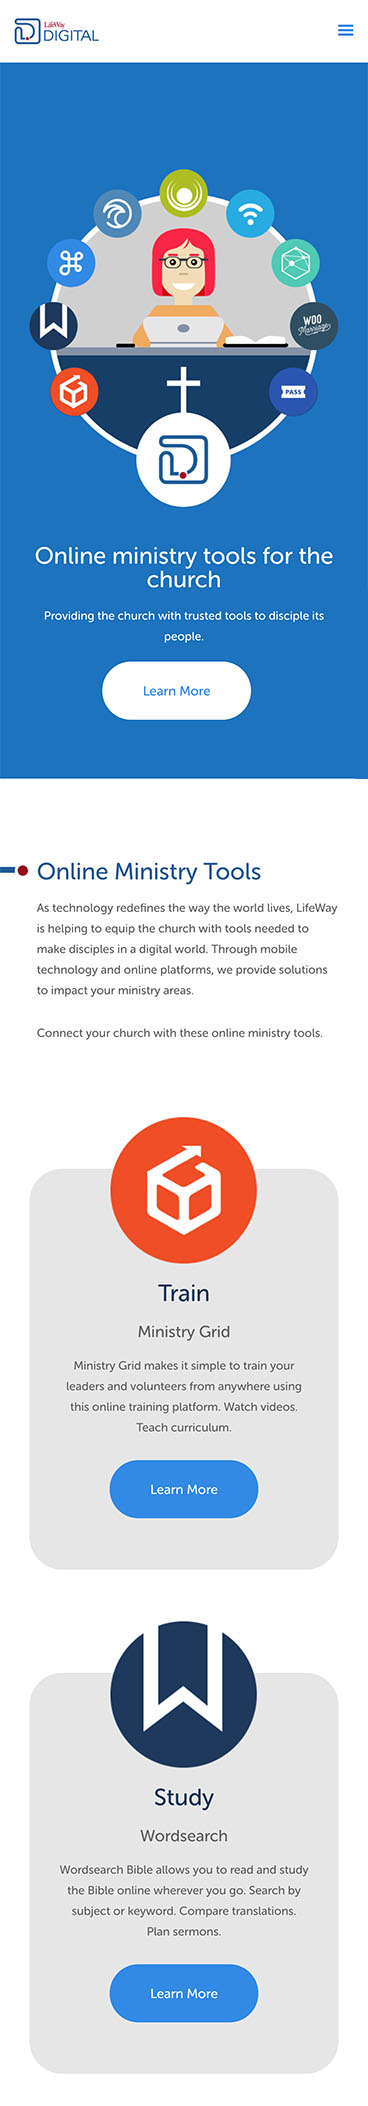 LifeWay
DIGITAL
WOO
Marriage
PASS
Online ministry tools for the
church
Providing the church with trusted tools to disciple its
people.
Learn More
Online Ministry Tools
As technology redefines the way the world lives, LifeWay
is helping to equip the church with tools needed to
make disciples in a digital world. Through mobile
technology and online platforms, we provide solutions
to impact your ministry areas.
Connect your church with these online ministry tools.
Train
Ministry Grid
Ministry Grid makes it simple to train your
leaders and volunteers from anywhere using
this online training platform. Watch videos.
Teach curriculum.
Learn More
Study
Wordsearch
Wordsearch Bible allows you to read and study
the Bible online wherever you go. Search by
subject or keyword. Compare translations.
Plan sermons.
Learn More